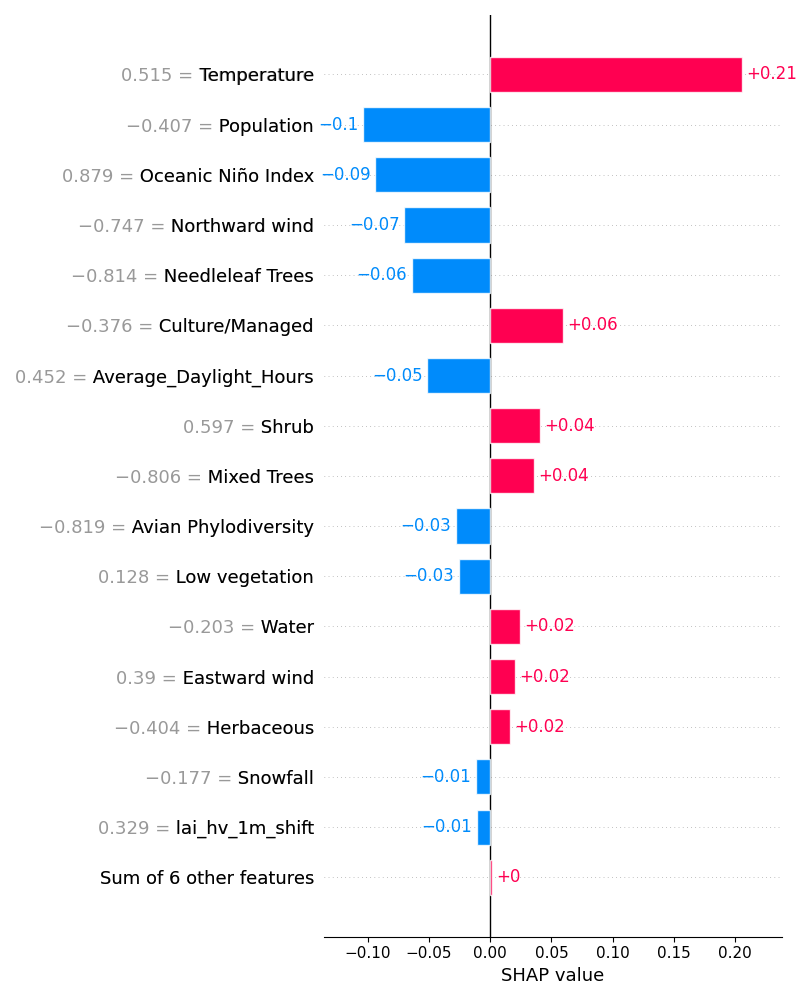 0.515 = Temperature +0.21
−0.407 = Population −0.1
0.879 = Oceanic Niño Index −0.09
−0.747 = Northward wind −0.07
−0.814 = Needleleaf Trees −0.06
−0.376 = Culture/Managed +0.06
0.452 = Average_Daylight_Hours −0.05
0.597 = Shrub +0.04
−0.806 = Mixed Trees +0.04
−0.819 = Avian Phylodiversity −0.03
0.128 = Low vegetation −0.03
−0.203 = Water +0.02
0.39 = Eastward wind +0.02
−0.404 = Herbaceous +0.02
−0.177 = Snowfall −0.01
0.329 = lai_hv_1m_shift −0.01
Sum of 6 other features +0
−0.10 −0.05 0.00 0.05 0.10 0.15 0.20
SHAP value